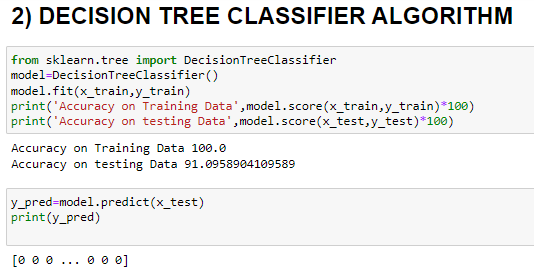 2) DECISION TREE CLASSIFIER ALGORITHM
from sklearn.tree import DecisionTreeClassifier
model=DecisionTreeClassifier()
model.fit(x_train,y_train)
print('Accuracy on Training Data',model.score(x_train,y_train)*100)
print('Accuracy on testing Data',model.score(x_test,y_test)*100)
Accuracy on Training Data 100.0
Accuracy on testing Data 91.0958904109589
y_pred=model.predict(x_test)
print(y_pred)
[0 0 0 ... 0 0 0]